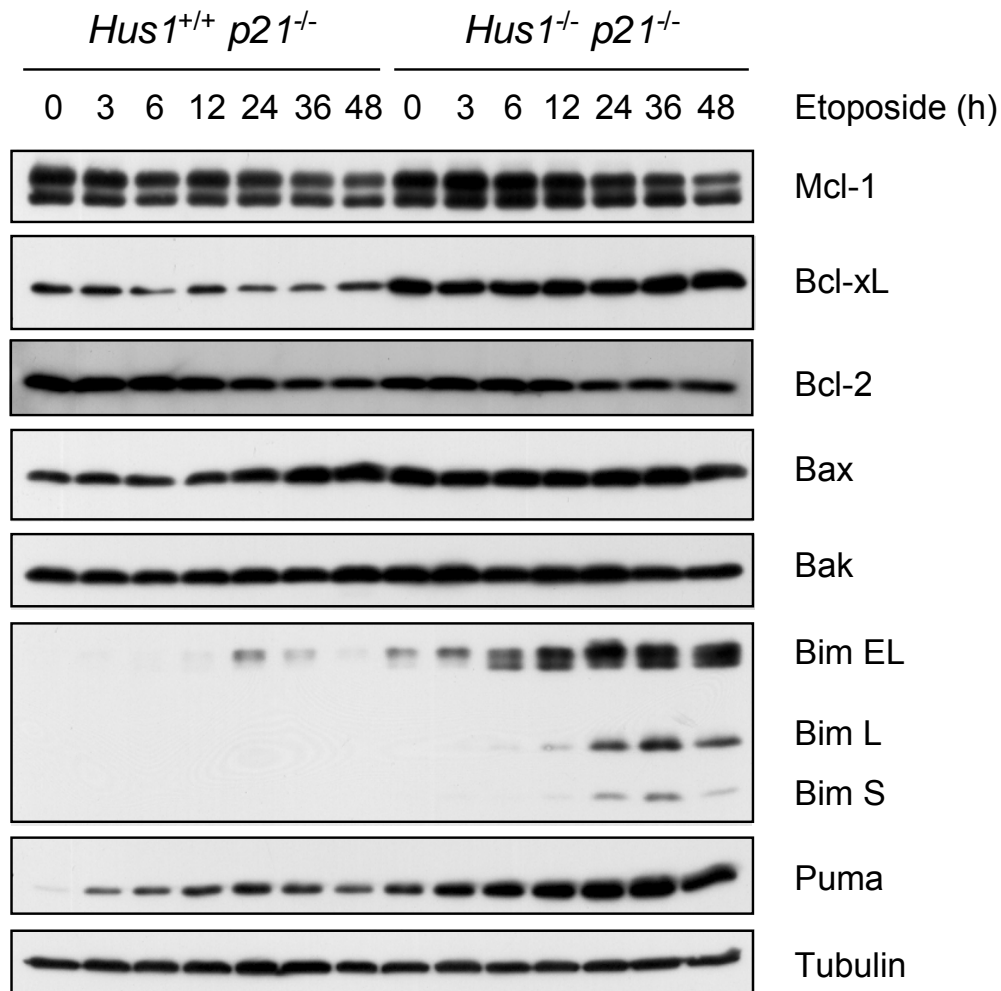 Hus1+/+ p21-/- Hus1-/- p21-/-
0 3 6 12 24 36 48 0 3 6 12 24 36 48 Etoposide (h)
Mcl-1
Bcl-xL
Bcl-2
Bax
Bak
Bim EL
Bim L
Bim S
Puma
Tubulin